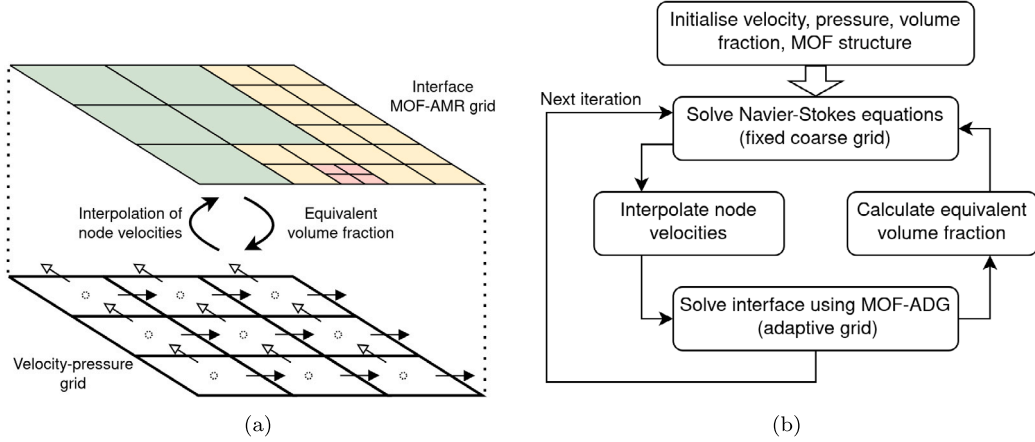 Interface
MOF-AMR grid
Interpolation of
node velocities
Equivalent
volume fraction
Velocity-pressure
grid
(a)
Initialise velocity, pressure, volume
fraction, MOF structure
Next iteration
Solve Navier-Stokes equations
(fixed coarse grid)
Interpolate node
velocities
Calculate equivalent
volume fraction
Solve interface using MOF-ADG
(adaptive grid)
(b)